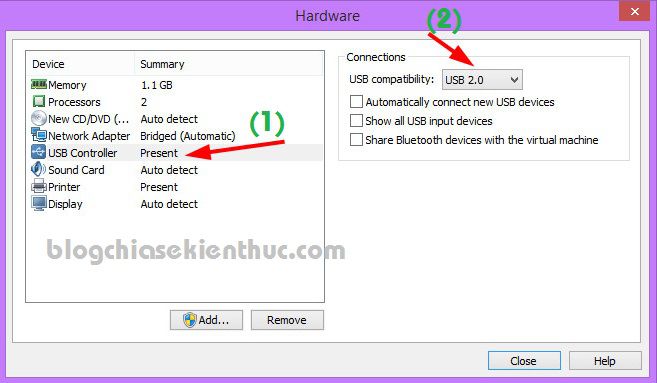 Hardware
(2)
Device Summary
Memory 1.1 GB
Processors 2
New CD/DVD (... Auto detect
Network Adapter Bridged (Automatic)
(1)
USB Controller Present
Sound Card Auto detect
Printer Present
Display Auto detect
blogchiasekienthuc.com
Add... Remove
Connections
USB compatibility: USB 2.0
Automatically connect new USB devices
Show all USB input devices
Share Bluetooth devices with the virtual machine
Close Help